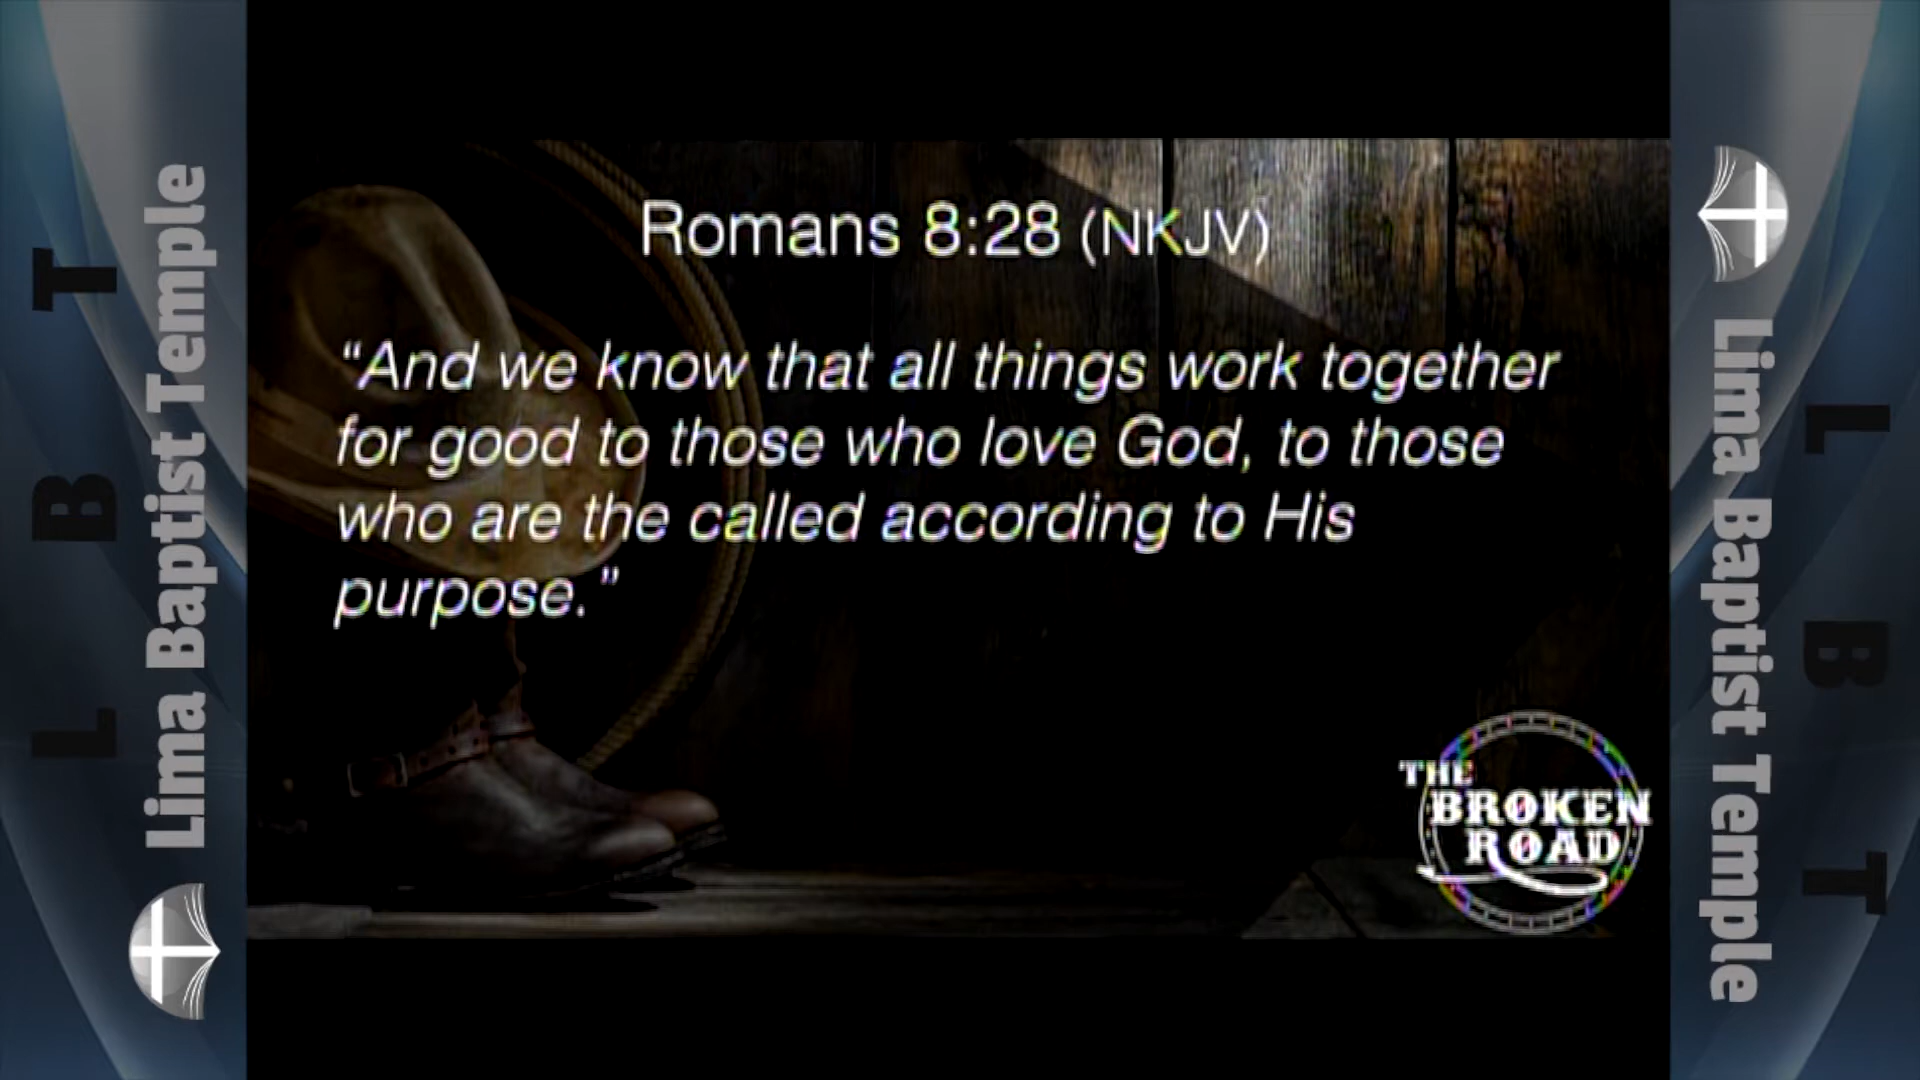 Romans 8:28 (NKJV)
“And we know that all things work together
for good to those who love God, to those
who are the called according to His
purpose.”
THE
BROKEN
ROAD
L B T
Lima Baptist Temple
Lima Baptist Temple
L B T